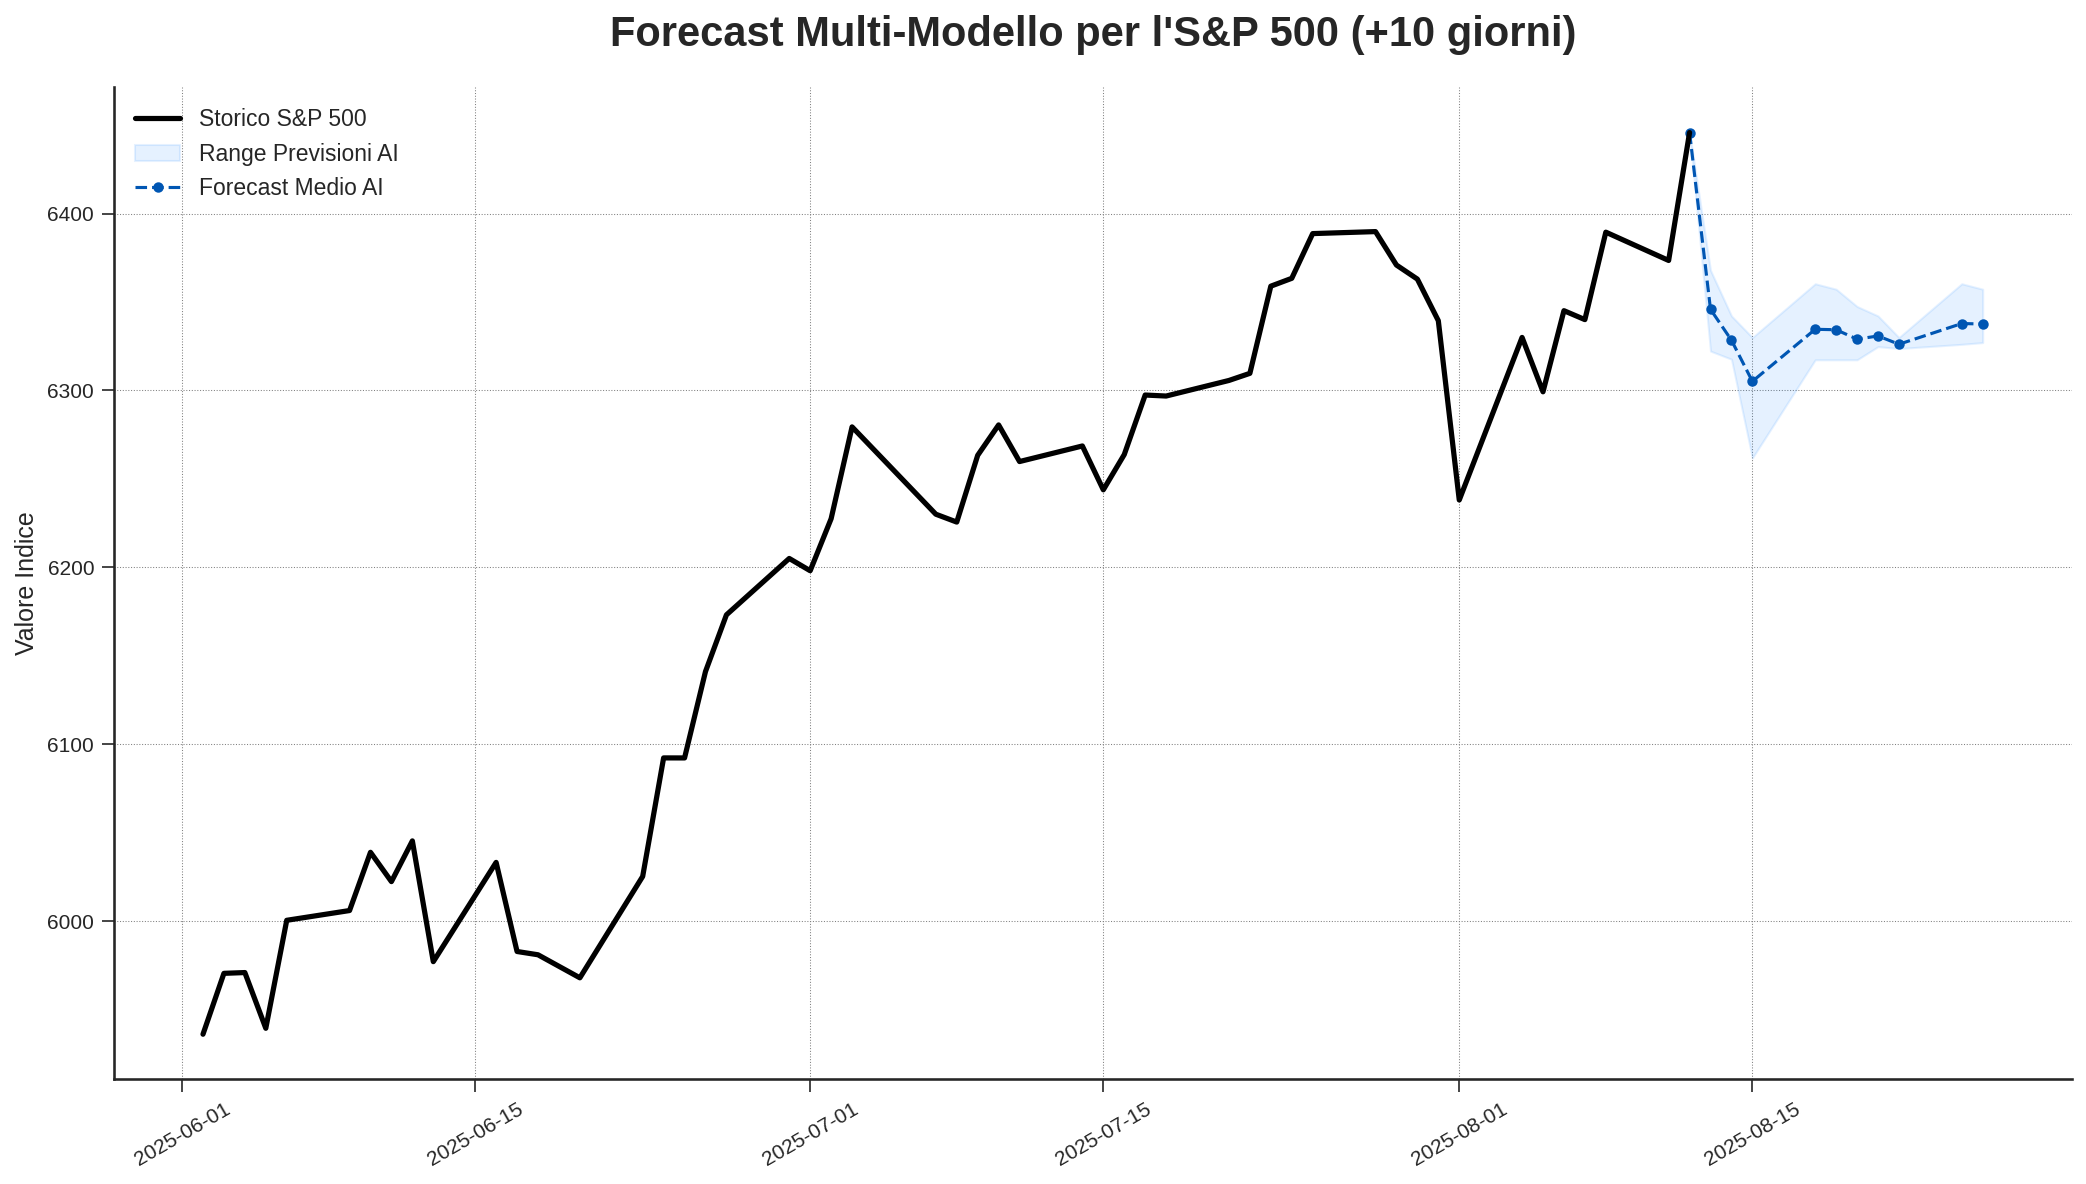 Forecast Multi-Modello per l'S&P 500 (+10 giorni)
Storico S&P 500
Range Previsioni AI
Forecast Medio AI
Valore Indice
6400
6300
6200
6100
6000
2025-06-01
2025-06-15
2025-07-01
2025-07-15
2025-08-01
2025-08-15